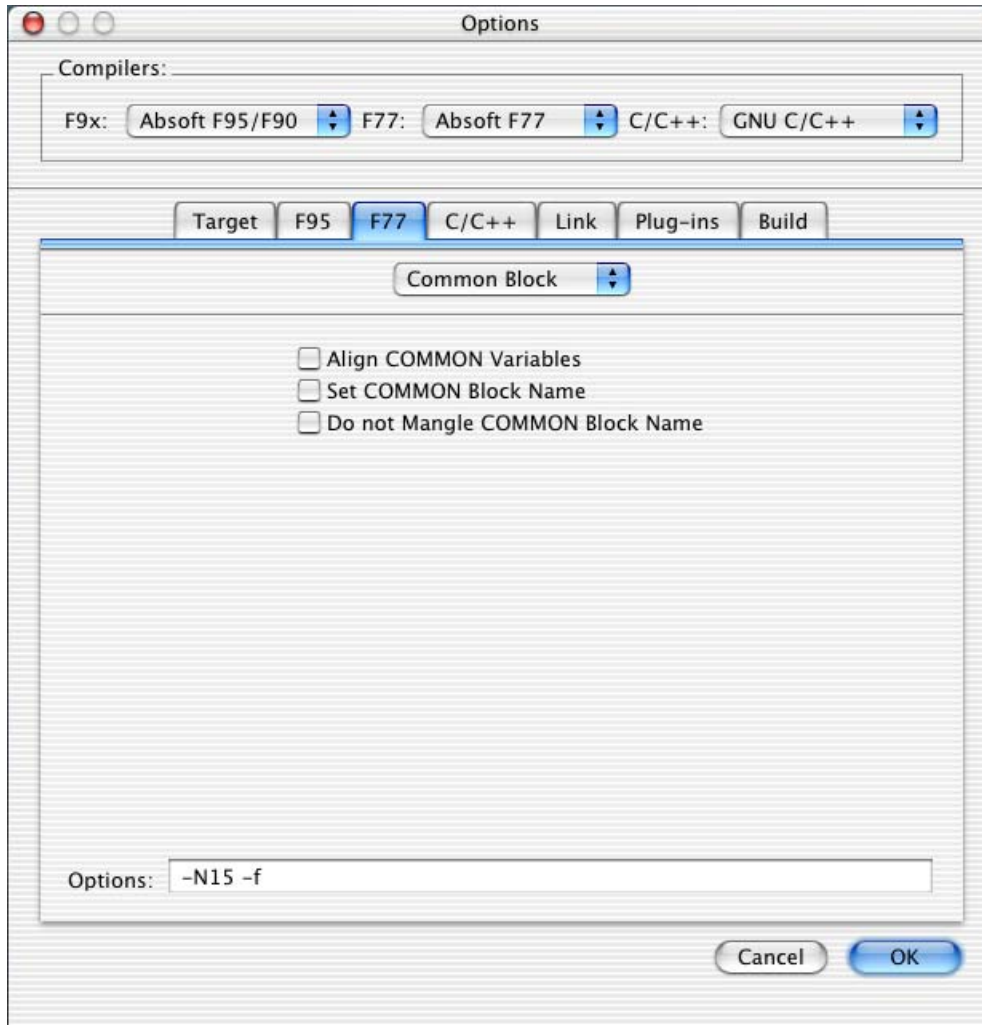 Options
Compilers:
F9x: Absoft F95/F90 F77: Absoft F77 C/C++: GNU C/C++
Target F95 F77 C/C++ Link Plug-ins Build
Common Block
Align COMMON Variables
Set COMMON Block Name
Do not Mangle COMMON Block Name
Options: -N15 -f
Cancel OK